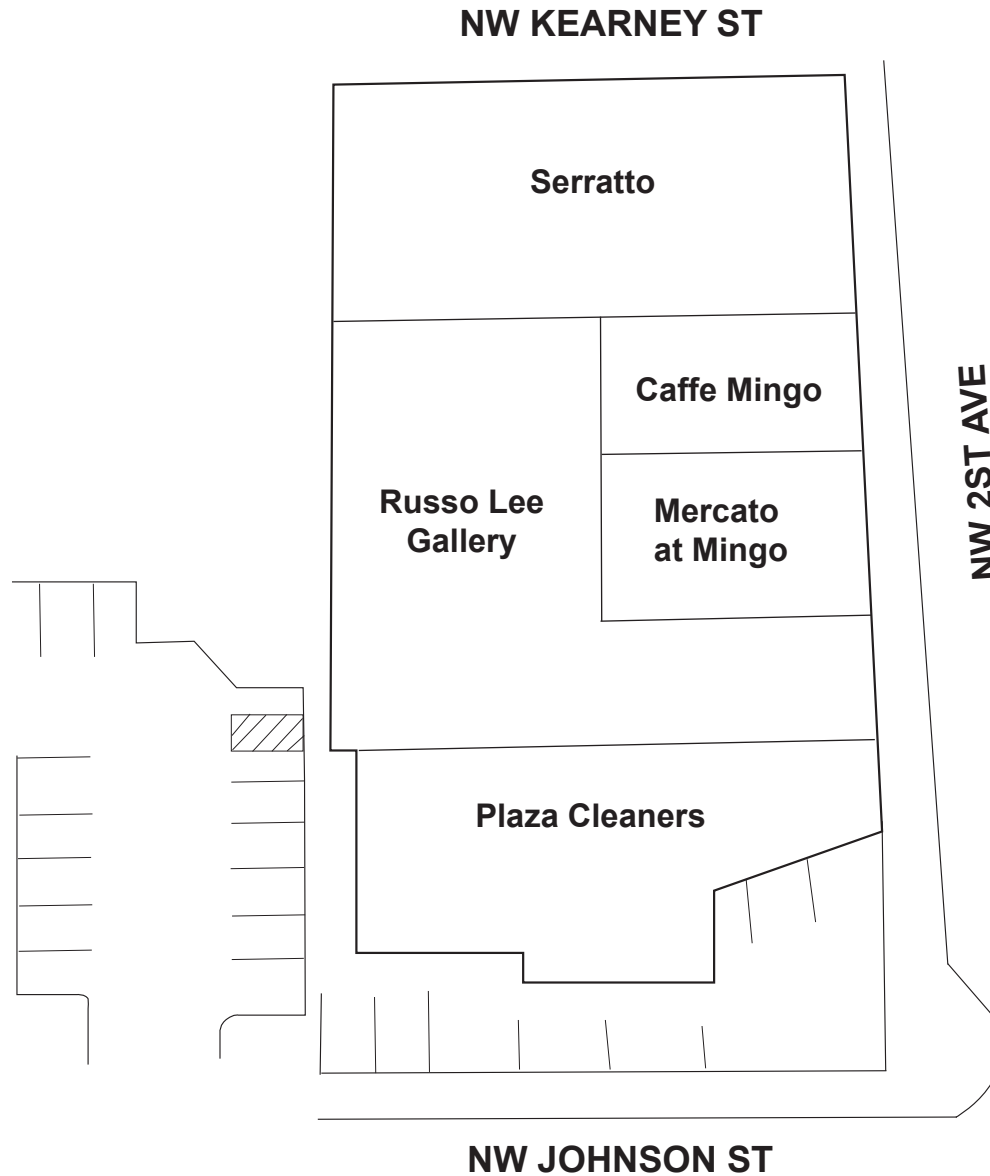 NW KEARNEY ST
Serratto
Caffe Mingo
NW 2ST AVE
Russo Lee
Gallery
Mercato
at Mingo
Plaza Cleaners
NW JOHNSON ST